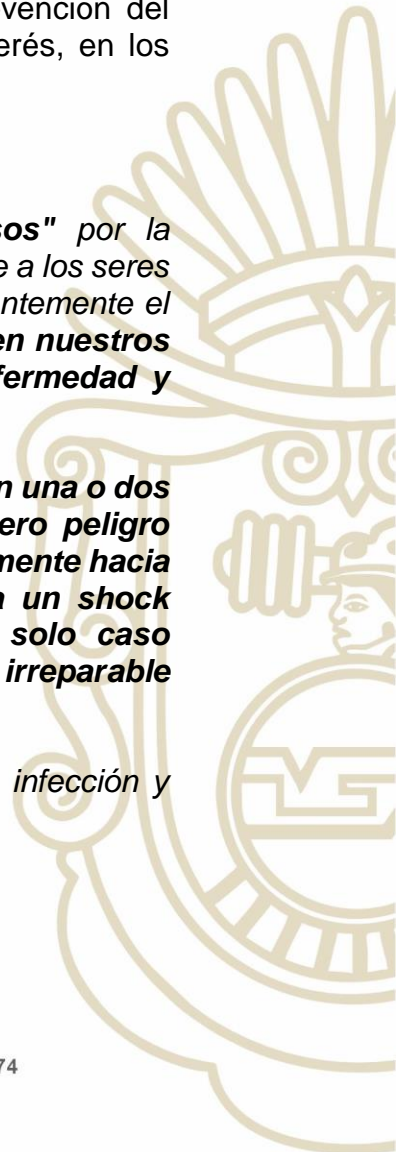 vención del
erés, en los
sos" por la
e a los seres
ntemente el
en nuestros
fermedad y
n una o dos
ero peligro
mente hacia
a un shock
solo caso
irreparable
infección y
74